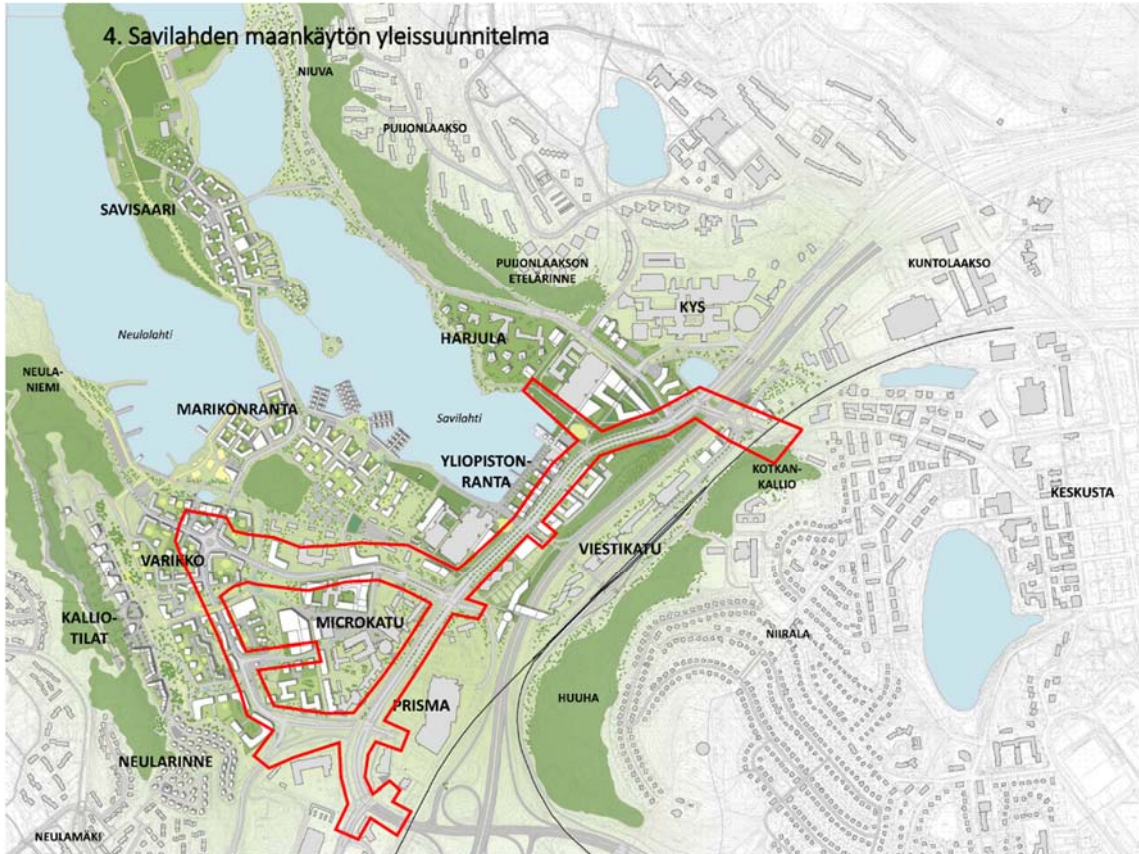 4. Savilahden maankäytön yleissuunnitelma
NIUVA
PUIJONLAAKSO
SAVISAARI
PUIJONLAAKSON
ETELÄRINNE
KUNTOLAAKSO
KYS
Neulalahti
HARJULA
NEULA-
NIEMI
MARIKONRANTA
Savilahti
YLIOPISTON-
RANTA
KOTKAN-
KALLIO
KESKUSTA
VIESTIKATU
VARIKKO
KALLIO-
TILAT
MICROKATU
NIIRALA
PRISMA
HUUHA
NEULARINNE
NEULAMÄKI